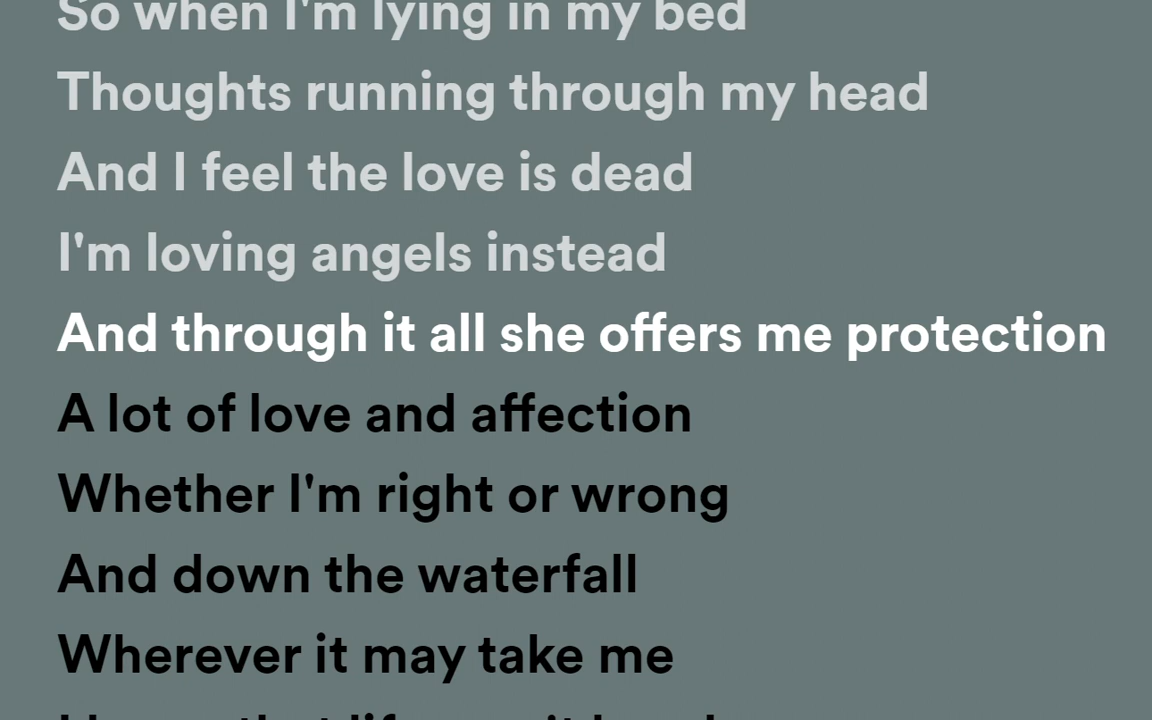 So when I'm lying in my bed
Thoughts running through my head
And I feel the love is dead
I'm loving angels instead
And through it all she offers me protection
A lot of love and affection
Whether I'm right or wrong
And down the waterfall
Wherever it may take me